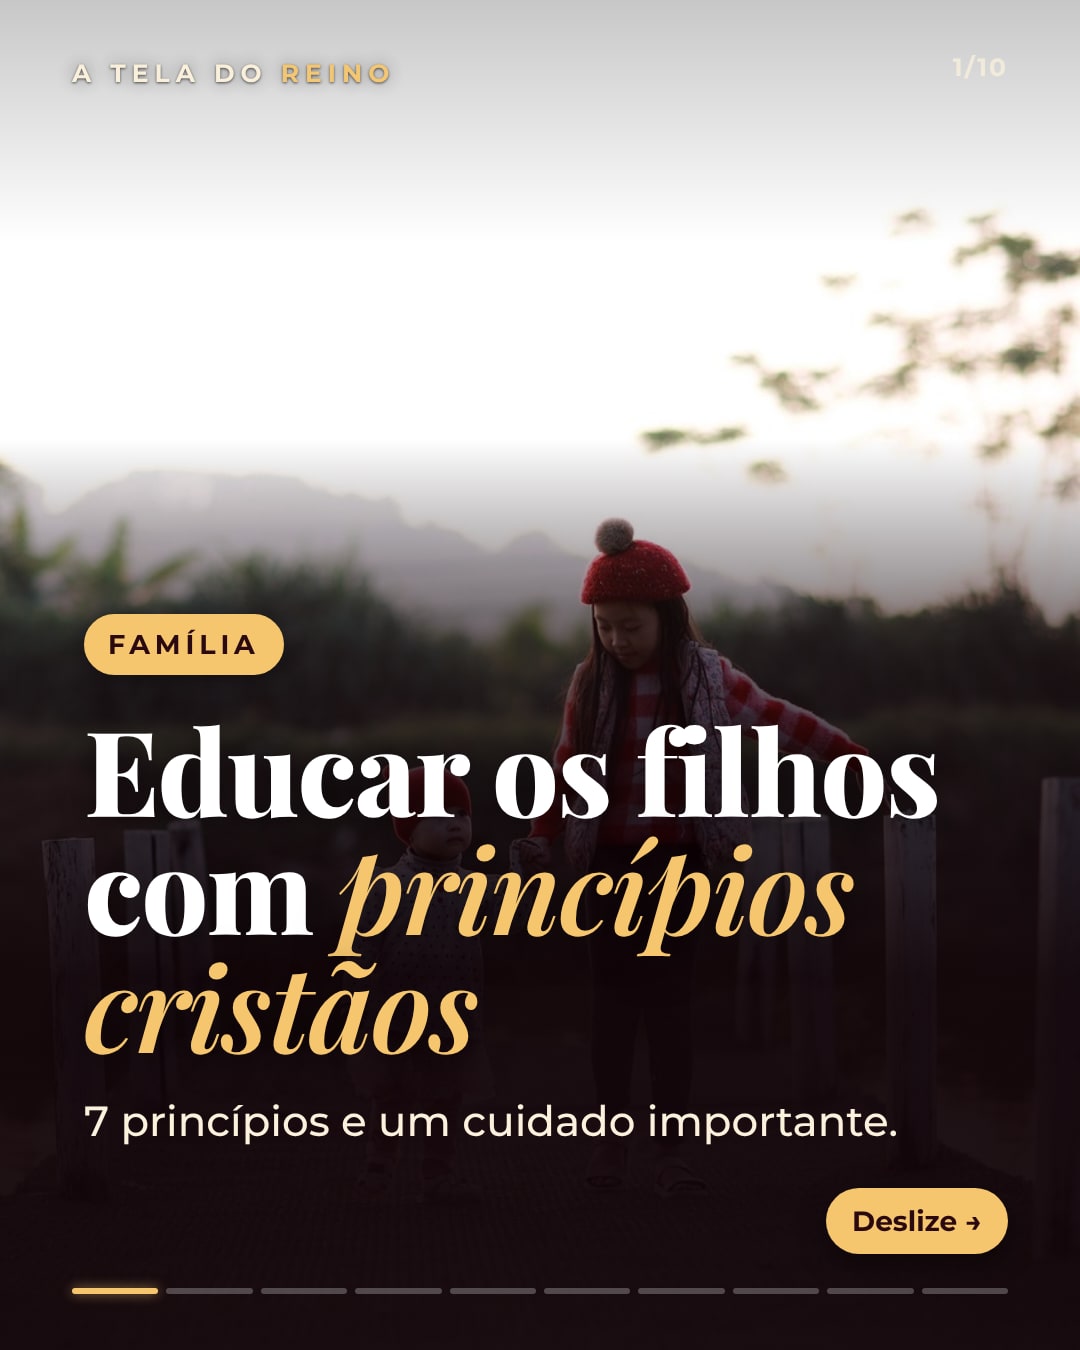 A TELA DO REINO
1/10
FAMÍLIA
Educar os filhos
com princípios
cristãos
7 princípios e um cuidado importante.
Deslize →